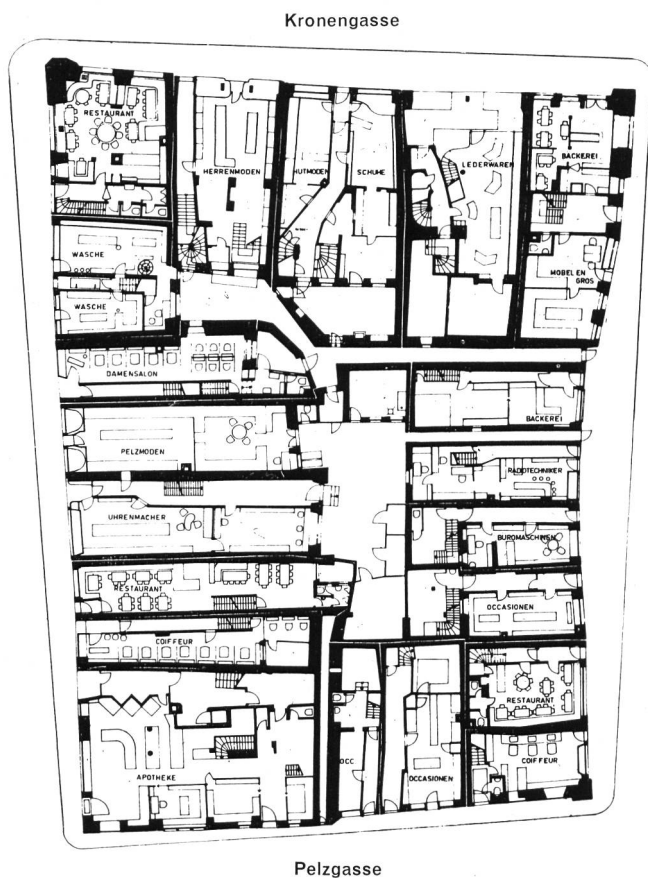 Kronengasse
RESTAURANT
HERRENMODEN
HUTMODEN
SCHUHE
LEDERWAREN
BACKEREI
WASCHE
WASCHE
MOBEL EN
GROS
DAMENSALON
BACKEREI
PELZMODEN
RADIOTECHNIKER
UHRENMACHER
BUROMASCHINEN
RESTAURANT
OCCASIONEN
COIFFEUR
RESTAURANT
APOTHEKE
OCC
OCCASIONEN
COIFFEUR
Pelzgasse